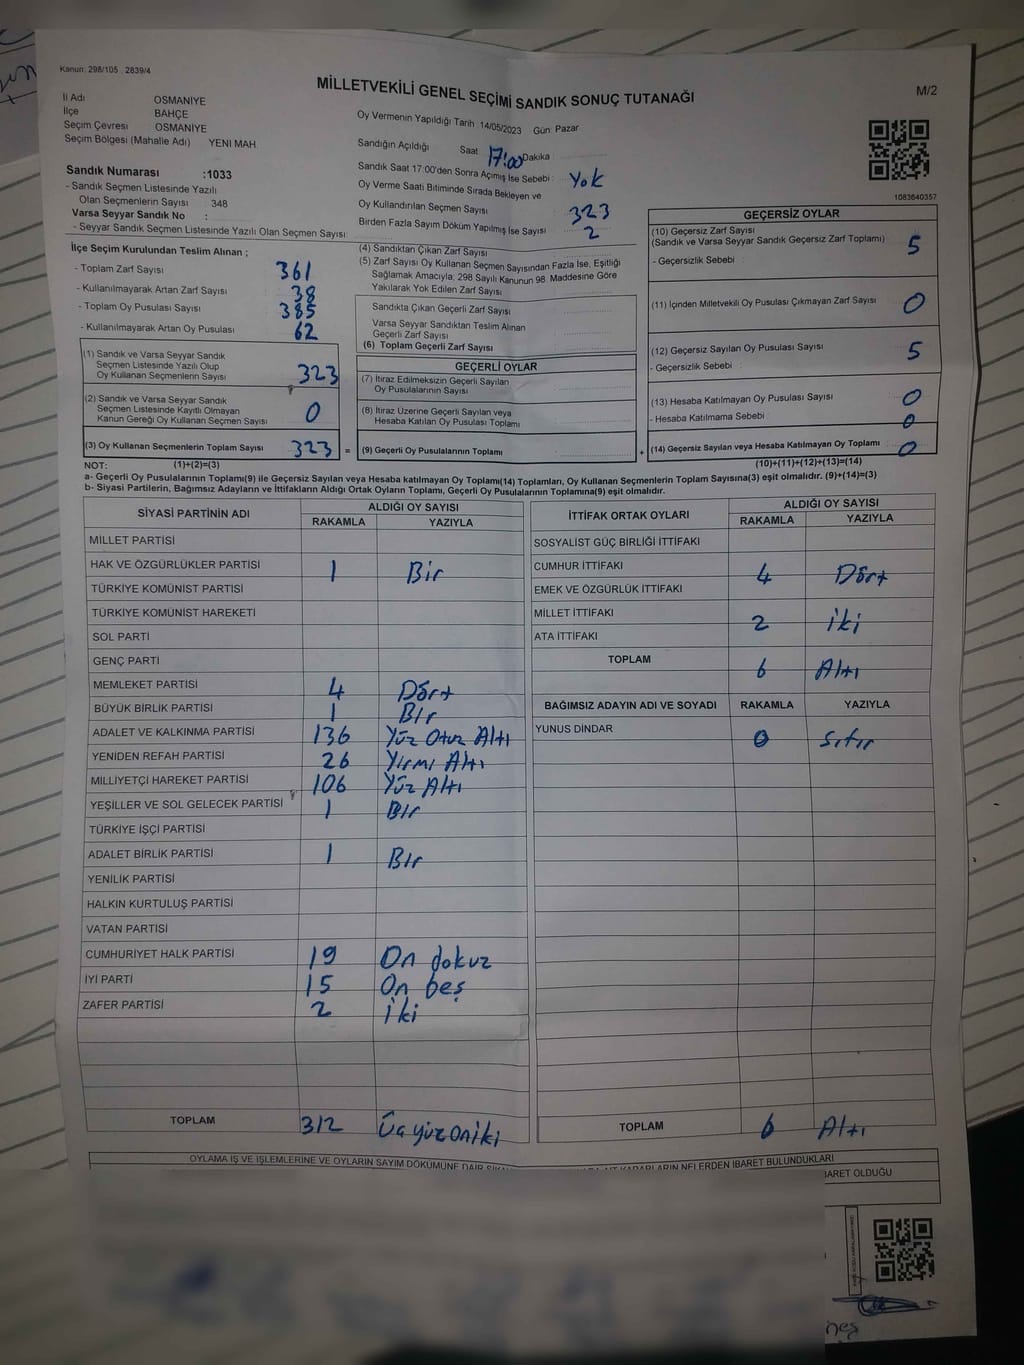 Kanun: 298/105 , 2839/4
MİLLETVEKİLİ GENEL SEÇİMİ SANDIK SONUÇ TUTANAĞI
M/2
İl Adı OSMANİYE
İlçe BAHÇE
Seçim Çevresi OSMANİYE
Seçim Bölgesi (Mahalle Adı) YENİ MAH
Sandık Numarası :1033
- Sandık Seçmen Listesinde Yazılı
Olan Seçmenlerin Sayısı 348
Varsa Seyyar Sandık No :
- Seyyar Sandık Seçmen Listesinde Yazılı Olan Seçmen Sayısı:
Oy Vermenin Yapıldığı Tarih :14/05/2023 Gün: Pazar
Sandığın Açıldığı Saat 17:00 Dakika
Sandık Saat 17:00'den Sonra Açımış İse Sebebi : Yok
Oy Verme Saati Bitiminde Sırada Bekleyen ve
Oy Kullandırılan Seçmen Sayısı 323
Birden Fazla Sayım Döküm Yapılmış İse Sayısı 2
1083640357
İlçe Seçim Kurulundan Teslim Alınan ;
- Toplam Zarf Sayısı 361
- Kullanılmayarak Artan Zarf Sayısı 38
- Toplam Oy Pusulası Sayısı 385
- Kullanılmayarak Artan Oy Pusulası 62
(1) Sandık ve Varsa Seyyar Sandık
Seçmen Listesinde Yazılı Olup
Oy Kullanan Seçmenlerin Sayısı 323
(2) Sandık ve Varsa Seyyar Sandık
Seçmen Listesinde Kayıtlı Olmayan
Kanun Gereği Oy Kullanan Seçmen Sayısı 0
(3) Oy Kullanan Seçmenlerin Toplam Sayısı 323 =
(4) Sandıktan Çıkan Zarf Sayısı
(5) Zarf Sayısı Oy Kullanan Seçmen Sayısından Fazla İse, Eşitliği
Sağlamak Amacıyla, 298 Sayılı Kanunun 98. Maddesine Göre
Yakılarak Yok Edilen Zarf Sayısı
Sandıkta Çıkan Geçerli Zarf Sayısı
Varsa Seyyar Sandıktan Teslim Alınan
Geçerli Zarf Sayısı
(6) Toplam Geçerli Zarf Sayısı
GEÇERLİ OYLAR
(7) İtiraz Edilmeksizin Geçerli Sayılan
Oy Pusulalarının Sayısı
(8) İtiraz Üzerine Geçerli Sayılan veya
Hesaba Katılan Oy Pusulası Toplamı
(9) Geçerli Oy Pusulalarının Toplamı +
GEÇERSİZ OYLAR
(10) Geçersiz Zarf Sayısı
(Sandık ve Varsa Seyyar Sandık Geçersiz Zarf Toplamı) 5
- Geçersizlik Sebebi :
(11) İçinden Milletvekili Oy Pusulası Çıkmayan Zarf Sayısı 0
(12) Geçersiz Sayılan Oy Pusulası Sayısı 5
- Geçersizlik Sebebi :
(13) Hesaba Katılmayan Oy Pusulası Sayısı 0
- Hesaba Katılmama Sebebi 0
(14) Geçersiz Sayılan veya Hesaba Katılmayan Oy Toplamı 0
NOT: (1)+(2)=(3) (10)+(11)+(12)+(13)=(14)
a- Geçerli Oy Pusulalarının Toplamı(9) ile Geçersiz Sayılan veya Hesaba katılmayan Oy Toplamı(14) Toplamları, Oy Kullanan Seçmenlerin Toplam Sayısına(3) eşit olmalıdır. (9)+(14)=(3)
b- Siyasi Partilerin, Bağımsız Adayların ve İttifakların Aldığı Ortak Oyların Toplamı, Geçerli Oy Pusulalarının Toplamına(9) eşit olmalıdır.
SİYASİ PARTİNİN ADI ALDIĞI OY SAYISI
RAKAMLA YAZIYLA
MİLLET PARTİSİ
HAK VE ÖZGÜRLÜKLER PARTİSİ 1 Bir
TÜRKİYE KOMÜNİST PARTİSİ
TÜRKİYE KOMÜNİST HAREKETİ
SOL PARTİ
GENÇ PARTİ
MEMLEKET PARTİSİ 4 Dört
BÜYÜK BİRLİK PARTİSİ 1 Bir
ADALET VE KALKINMA PARTİSİ 136 Yüz Otuz Altı
YENİDEN REFAH PARTİSİ 26 Yirmi Altı
MİLLİYETÇİ HAREKET PARTİSİ 106 Yüz Altı
YEŞİLLER VE SOL GELECEK PARTİSİ 1 Bir
TÜRKİYE İŞÇİ PARTİSİ
ADALET BİRLİK PARTİSİ 1 Bir
YENİLİK PARTİSİ
HALKIN KURTULUŞ PARTİSİ
VATAN PARTİSİ
CUMHURİYET HALK PARTİSİ 19 On dokuz
İYİ PARTİ 15 On beş
ZAFER PARTİSİ 2 iki
TOPLAM 312 Üçyüz Oniki
İTTİFAK ORTAK OYLARI ALDIĞI OY SAYISI
RAKAMLA YAZIYLA
SOSYALİST GÜÇ BİRLİĞİ İTTİFAKI
CUMHUR İTTİFAKI 4 Dört
EMEK VE ÖZGÜRLÜK İTTİFAKI
MİLLET İTTİFAKI 2 iki
ATA İTTİFAKI
TOPLAM 6 Altı
BAĞIMSIZ ADAYIN ADI VE SOYADI RAKAMLA YAZIYLA
YUNUS DİNDAR 0 Sıfır
TOPLAM 6 Altı
OYLAMA İŞ VE İŞLEMLERİNE VE OYLARIN SAYIM DÖKÜMÜNE DAİR KARARLARIN NELERDEN İBARET BULUNDUKLARI
BARET OLDUĞU